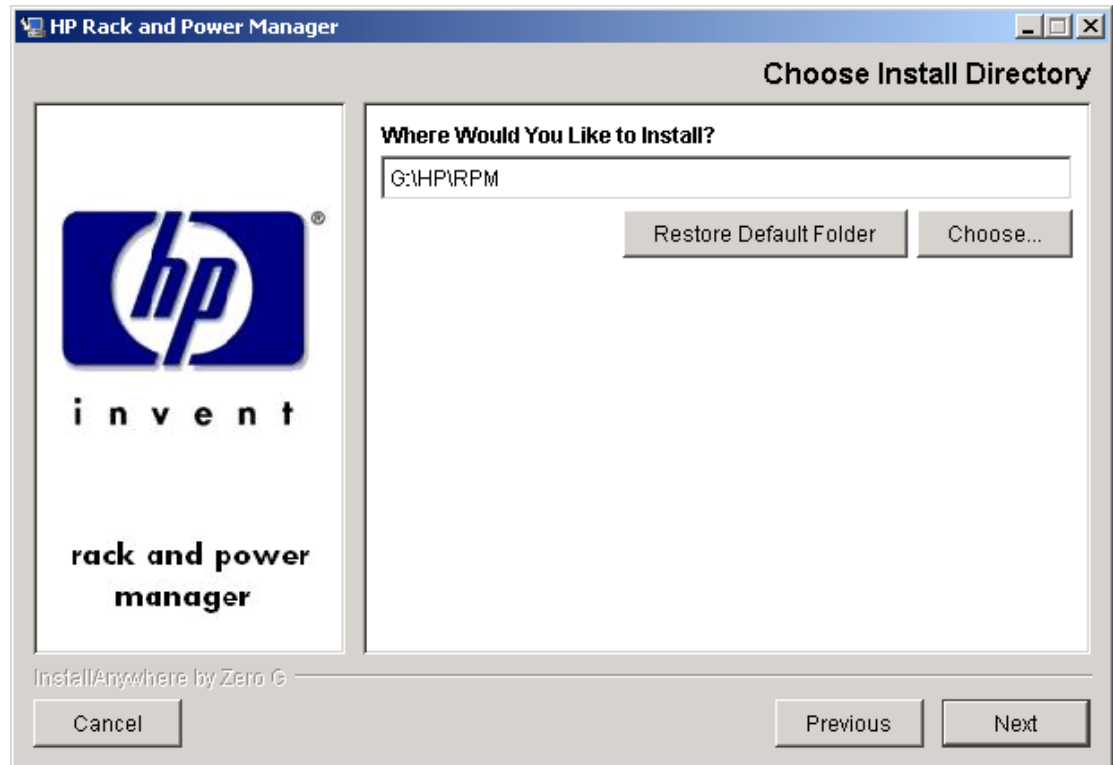 HP Rack and Power Manager
Choose Install Directory
Where Would You Like to Install?
G:\HP\RPM
Restore Default Folder
Choose...
hp
®
invent
rack and power
manager
InstallAnywhere by Zero G
Cancel
Previous
Next